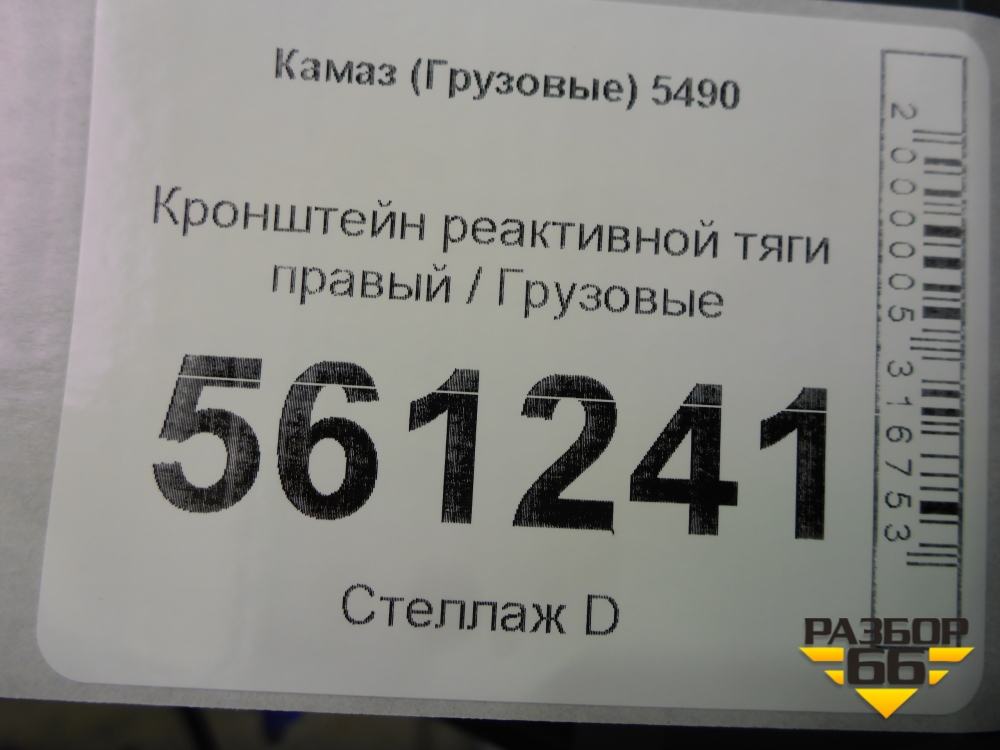 Камаз (Грузовые) 5490
Кронштейн реактивной тяги
правый / Грузовые
561241
Стеллаж D
2000005316753
РАЗБОР
66